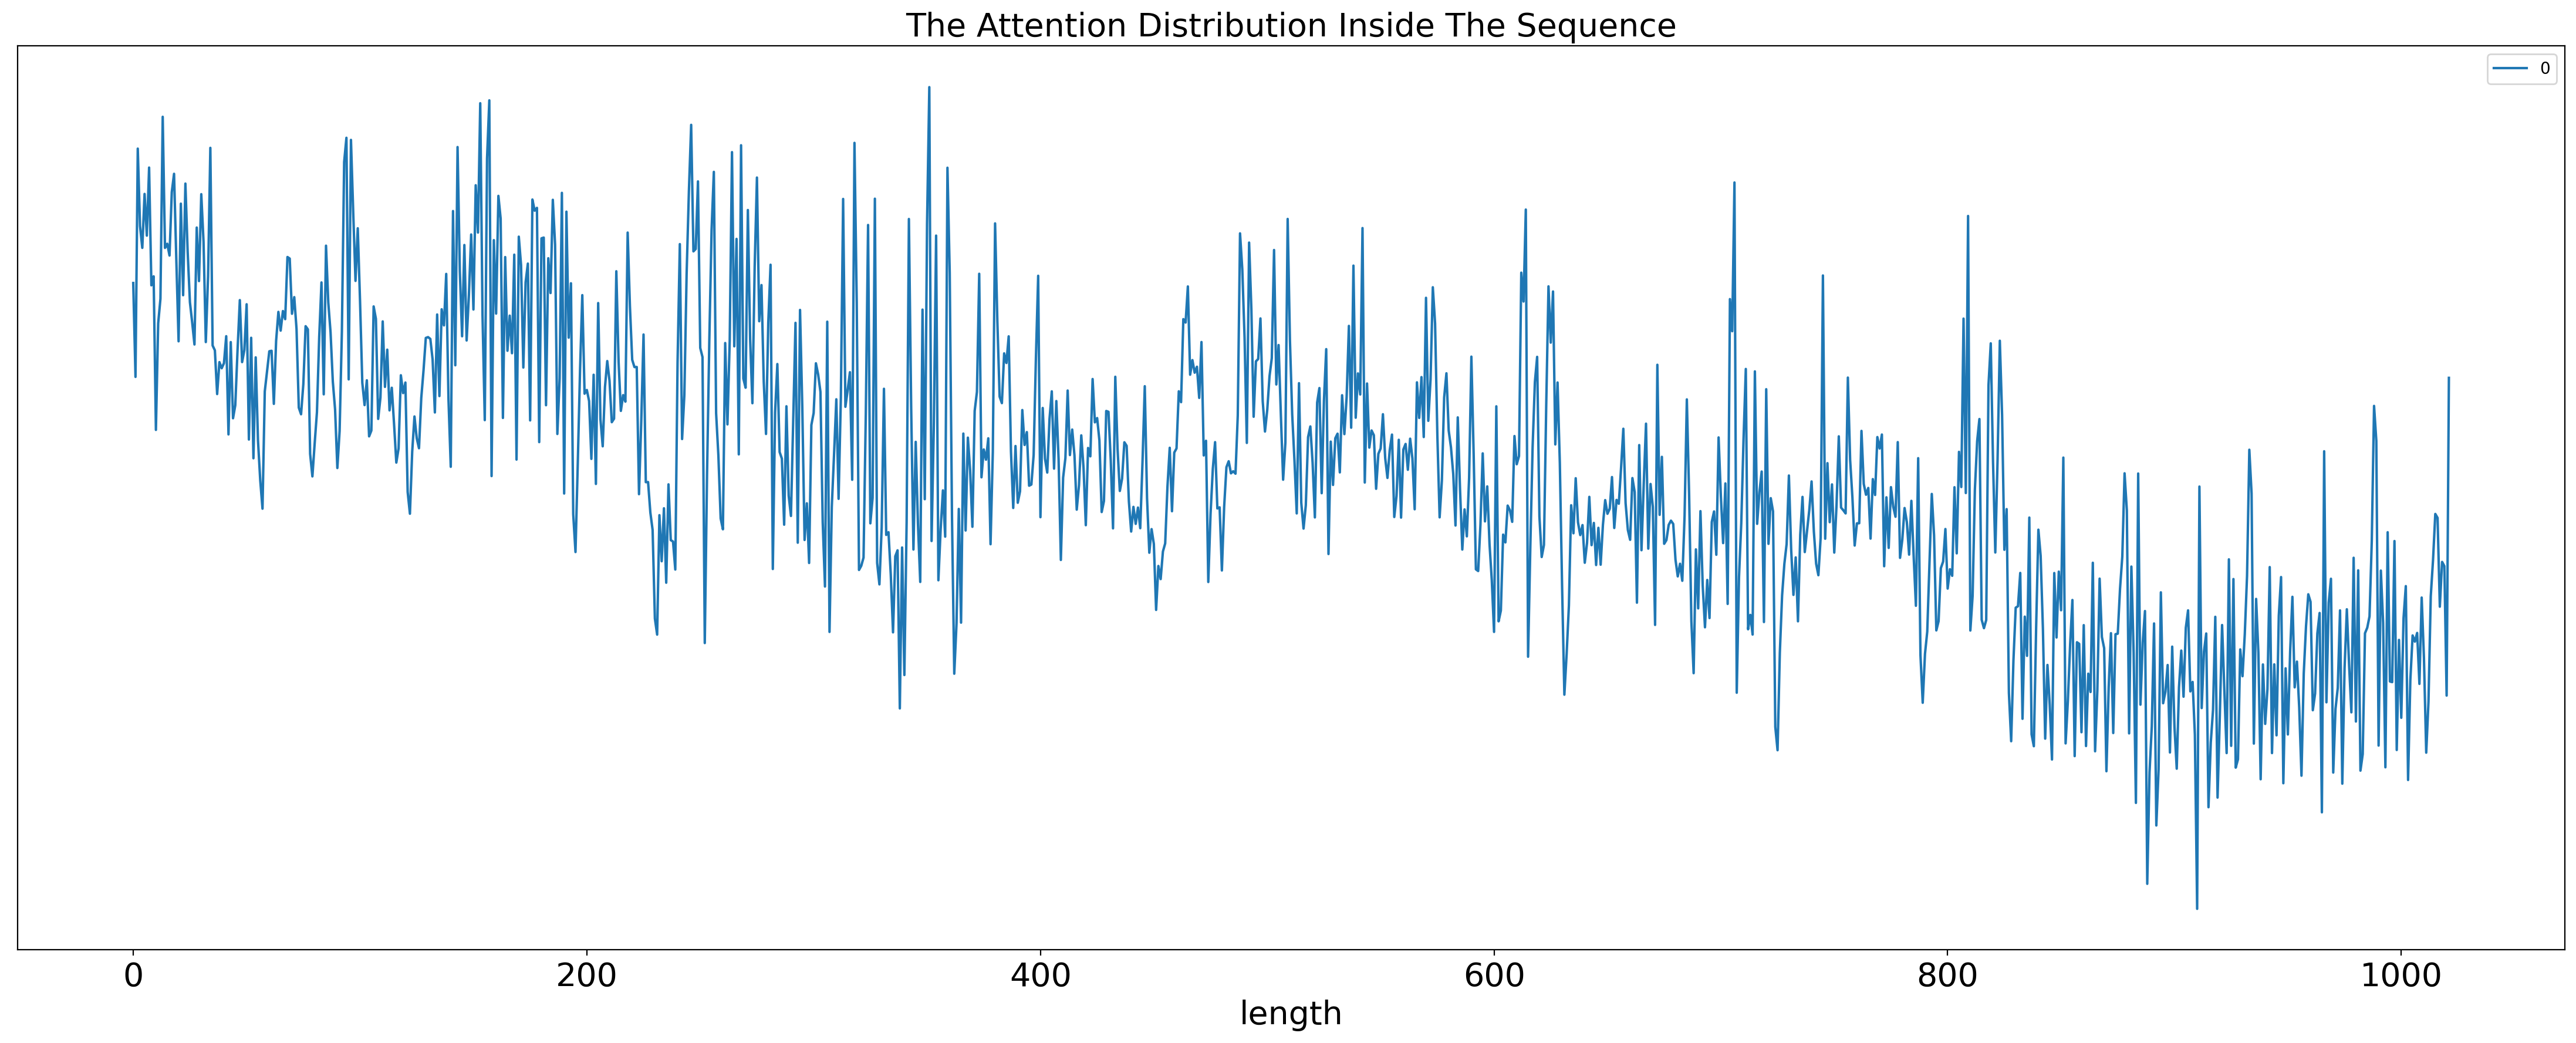 The Attention Distribution Inside The Sequence
0
0 200 400 600 800 1000
length